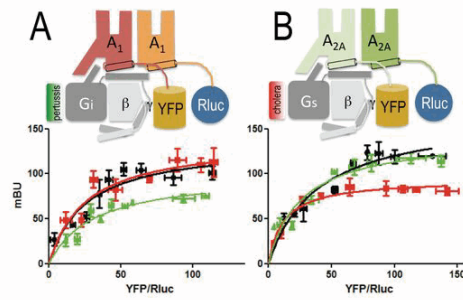 A
A1 A1
pertussis
Gi β γ YFP Rluc
mBU
150
100
50
0
0 50 100
YFP/Rluc
B
A2A A2A
cholera
Gs β γ YFP Rluc
150
100
50
0
0 50 100 150
YFP/Rluc